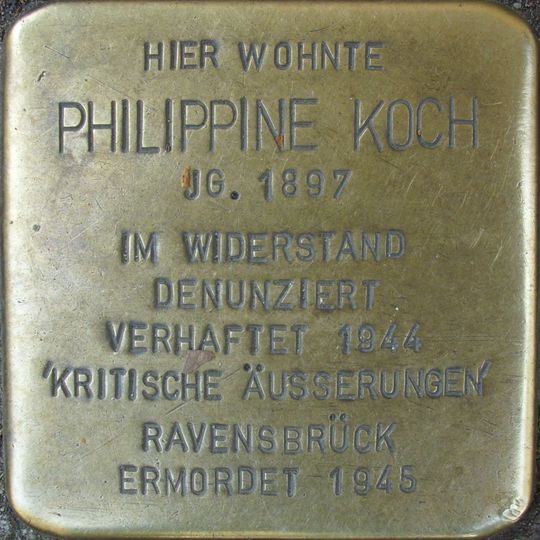 HIER WOHNTE
PHILIPPINE KOCH
JG. 1897
IM WIDERSTAND
DENUNZIERT
VERHAFTET 1944
'KRITISCHE ÄUSSERUNGEN'
RAVENSBRÜCK
ERMORDET 1945